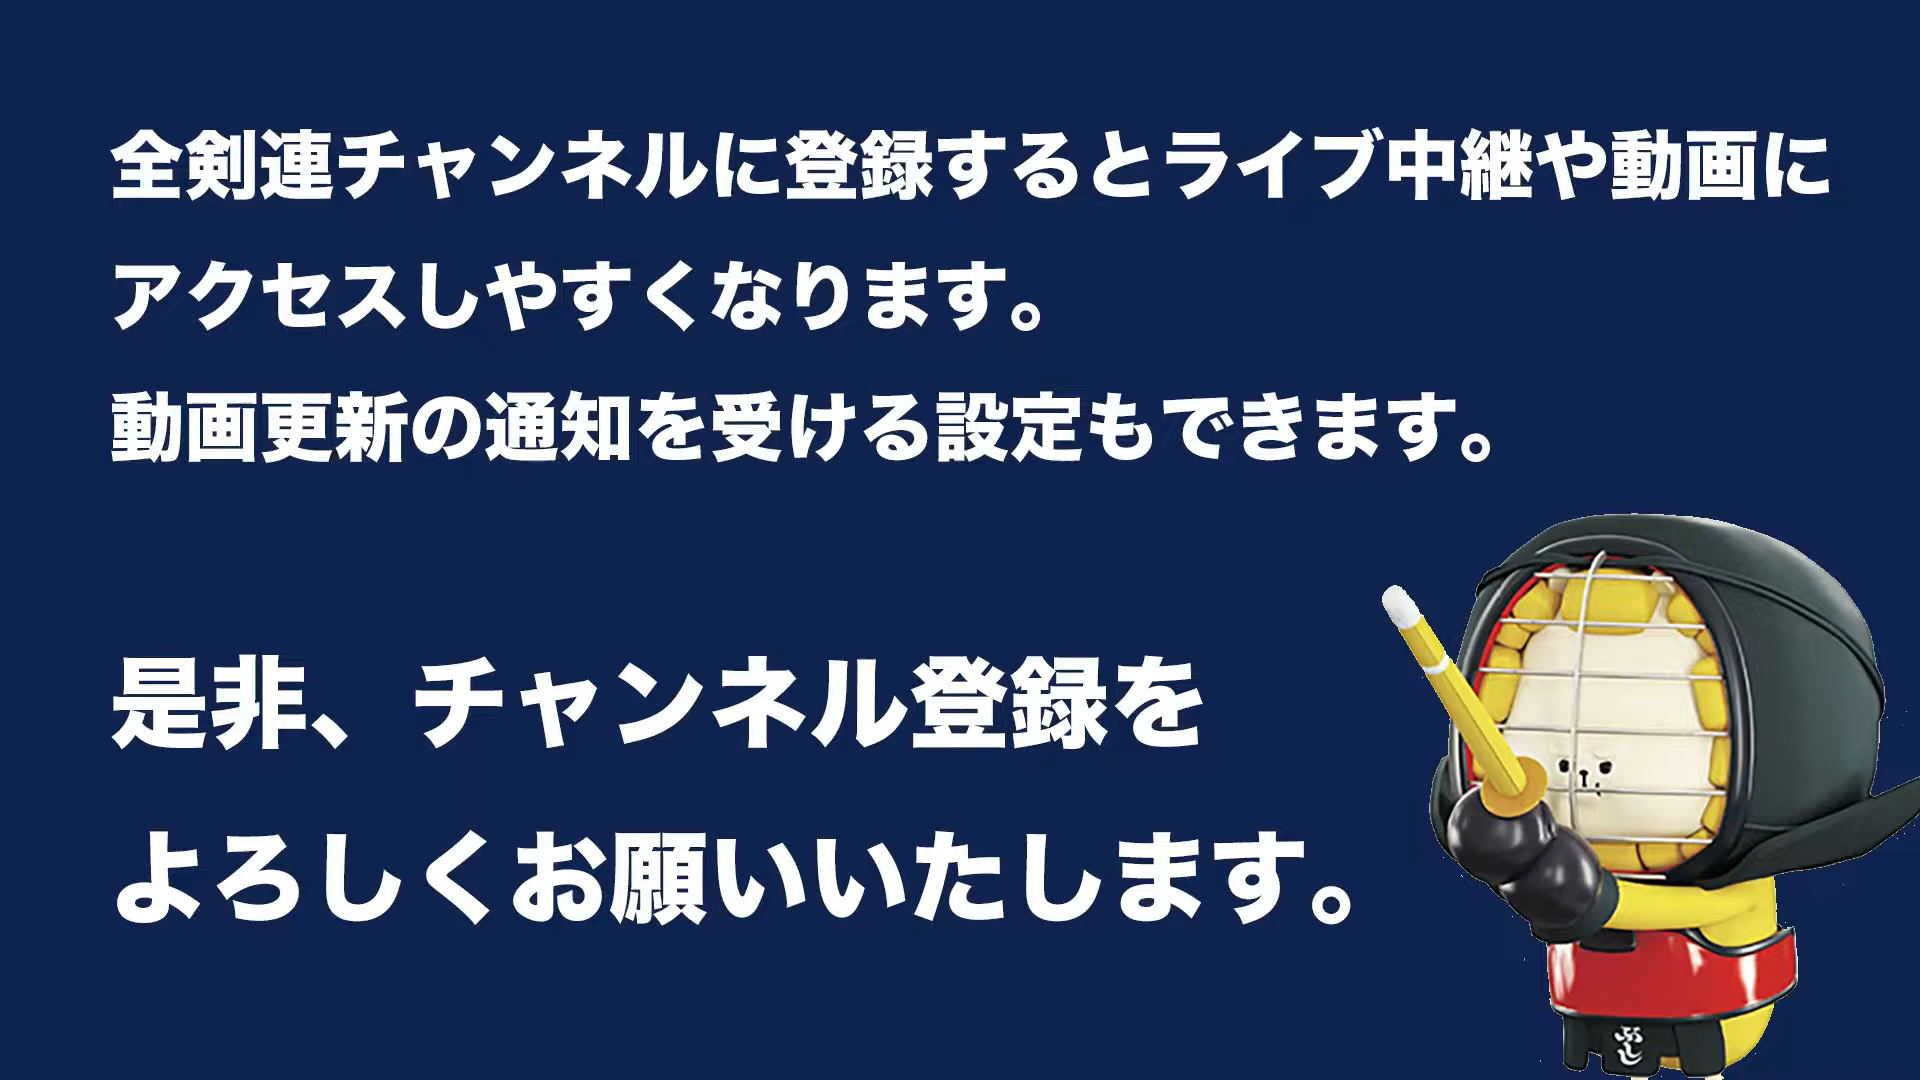 全剣連チャンネルに登録するとライブ中継や動画に
アクセスしやすくなります。
動画更新の通知を受ける設定もできます。
是非、チャンネル登録を
よろしくお願いいたします。
ぶし